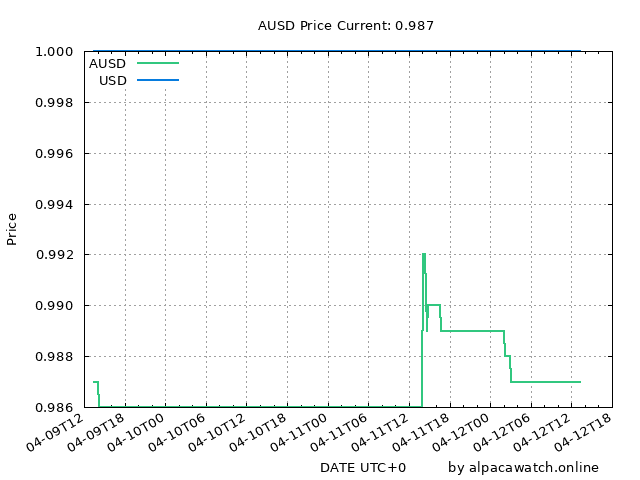 AUSD Price Current: 0.987
1.000
AUSD
USD
0.998
0.996
0.994
Price
0.992
0.990
0.988
0.986
04-09T12 04-09T18 04-10T00 04-10T06 04-10T12 04-10T18 04-11T00 04-11T06 04-11T12 04-11T18 04-12T00 04-12T06 04-12T12 04-12T18
DATE UTC+0 by alpacawatch.online